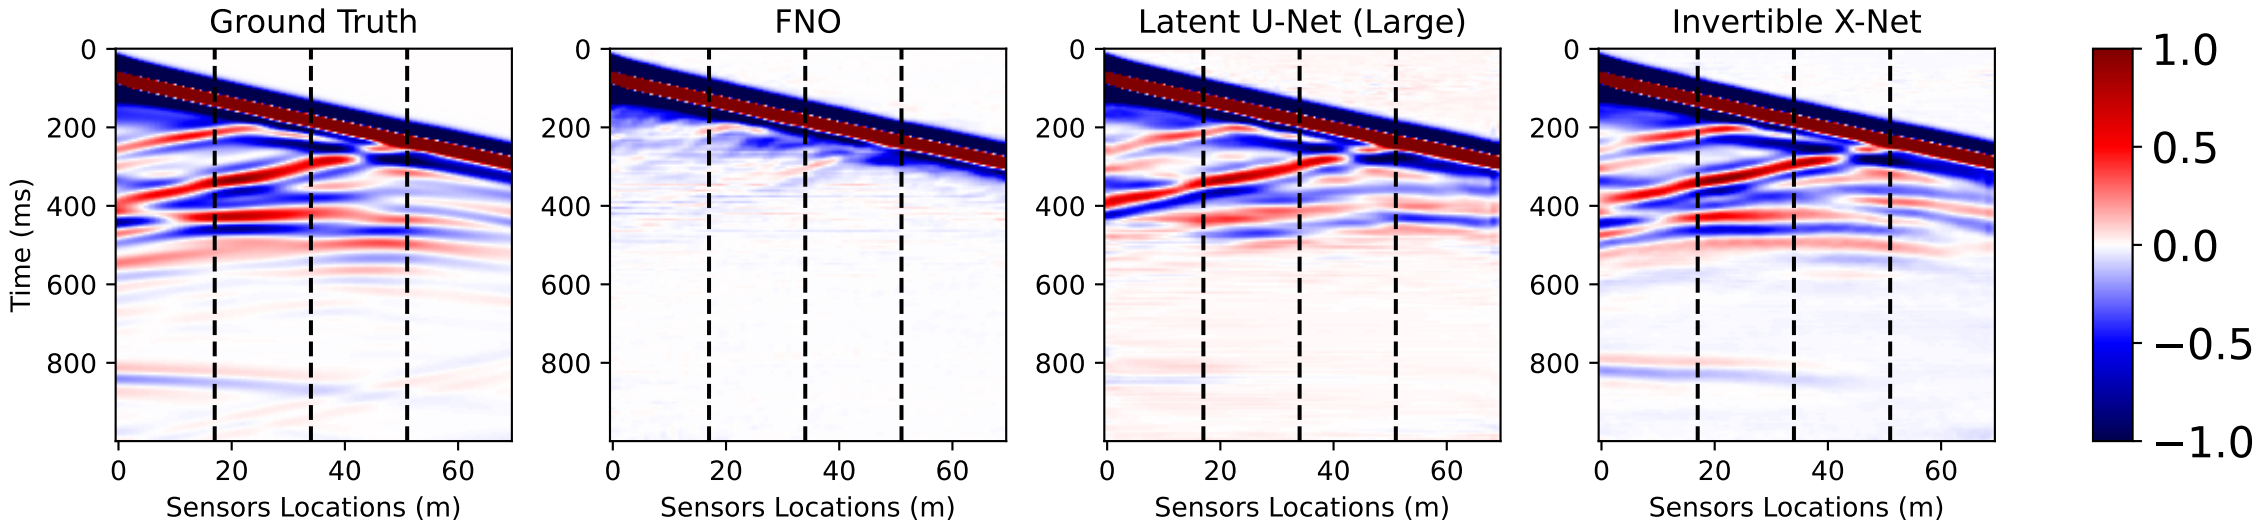 Ground Truth
FNO
Latent U-Net (Large)
Invertible X-Net
0
200
400
600
800
0
200
400
600
800
0
200
400
600
800
0
200
400
600
800
Time (ms)
0 20 40 60
0 20 40 60
0 20 40 60
0 20 40 60
Sensors Locations (m)
Sensors Locations (m)
Sensors Locations (m)
Sensors Locations (m)
1.0
0.5
0.0
−0.5
−1.0